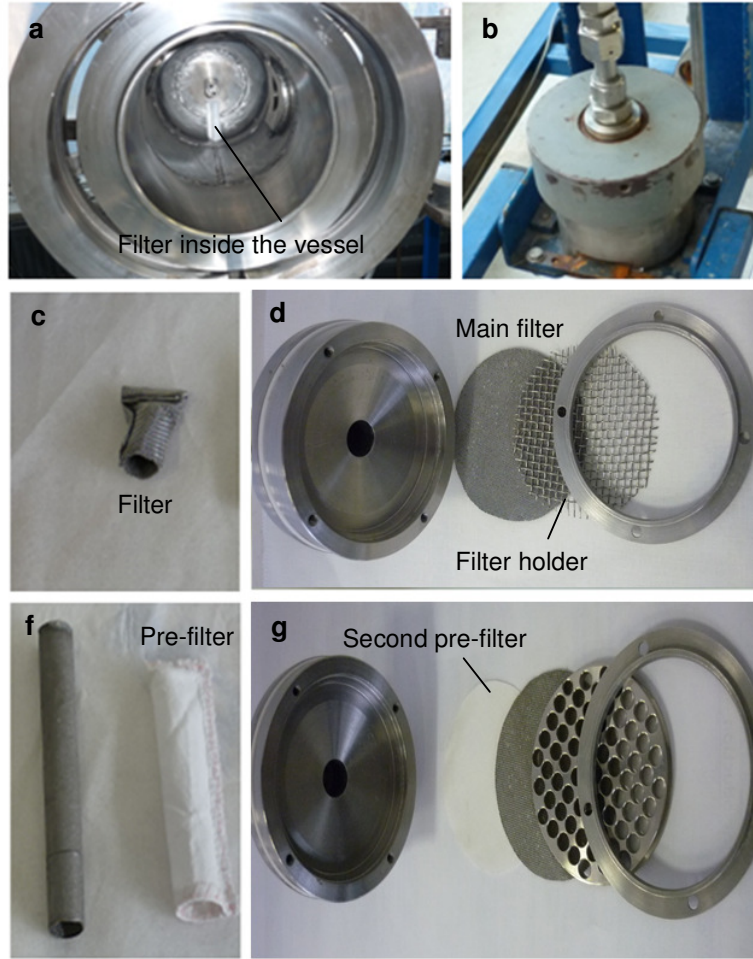 a
b
Filter inside the vessel
c
Filter
d
Main filter
Filter holder
f
Pre-filter
g
Second pre-filter